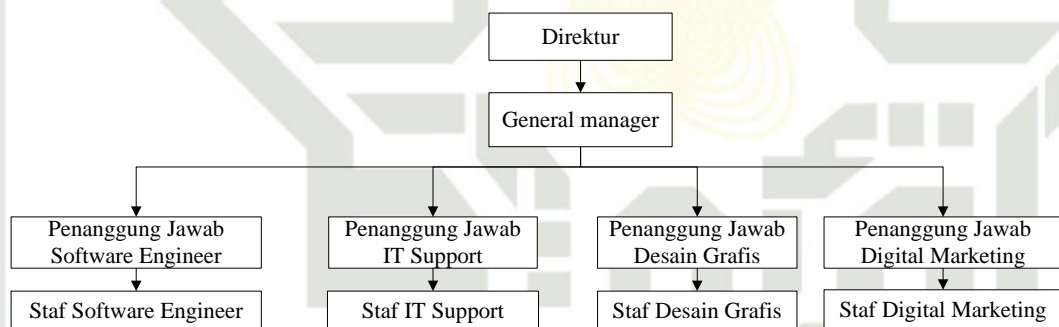 Direktur
General manager
Penanggung Jawab
Software Engineer
Penanggung Jawab
IT Support
Penanggung Jawab
Desain Grafis
Penanggung Jawab
Digital Marketing
Staf Software Engineer
Staf IT Support
Staf Desain Grafis
Staf Digital Marketing